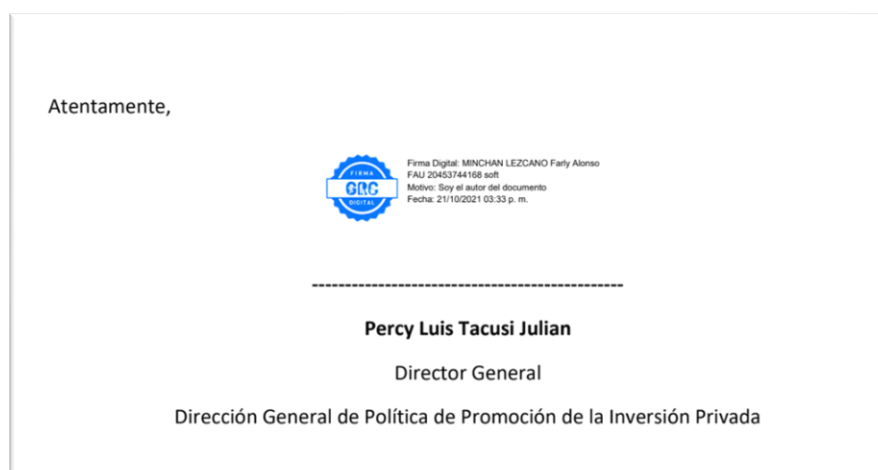 Atentamente,
FIRMA
GRC
DIGITAL
Firma Digital: MINCHAN LEZCANO Farly Alonso
FAU 20453744168 soft
Motivo: Soy el autor del documento
Fecha: 21/10/2021 03:33 p. m.
-----------------------------------------------
Percy Luis Tacusi Julian
Director General
Dirección General de Política de Promoción de la Inversión Privada